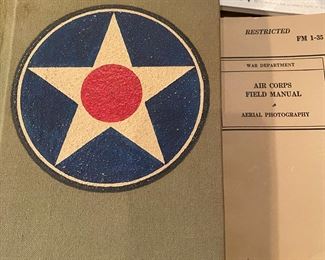 RESTRICTED
FM 1-35
WAR DEPARTMENT
AIR CORPS
FIELD MANUAL
AERIAL PHOTOGRAPHY